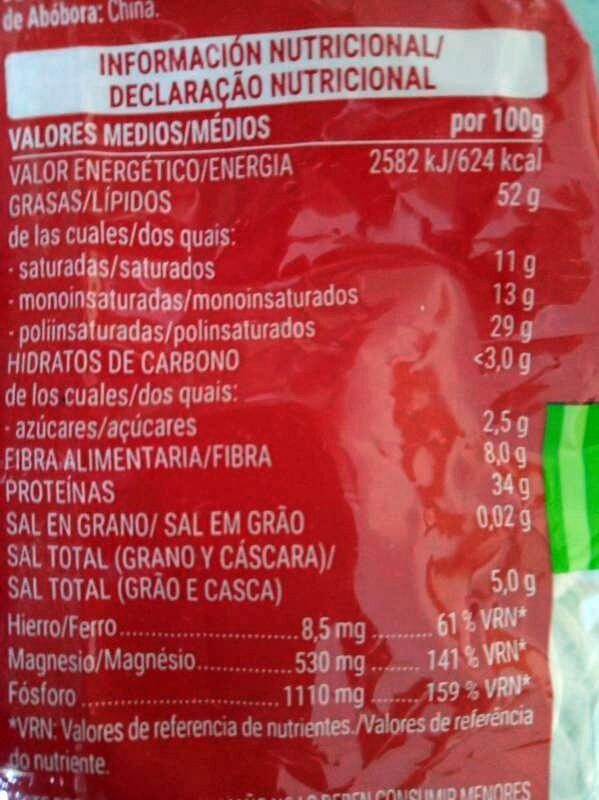 de Abóbora: China.
INFORMACIÓN NUTRICIONAL/
DECLARAÇÃO NUTRICIONAL
VALORES MEDIOS/MÉDIOS por 100g
VALOR ENERGÉTICO/ENERGIA 2582 kJ/624 kcal
GRASAS/LÍPIDOS 52 g
de las cuales/dos quais:
- saturadas/saturados 11 g
- monoinsaturadas/monoinsaturados 13 g
- poliinsaturadas/polinsaturados 29 g
HIDRATOS DE CARBONO <3,0 g
de los cuales/dos quais:
- azúcares/açúcares 2,5 g
FIBRA ALIMENTARIA/FIBRA 8,0 g
PROTEÍNAS 34 g
SAL EN GRANO/ SAL EM GRÃO 0,02 g
SAL TOTAL (GRANO Y CÁSCARA)/
SAL TOTAL (GRÃO E CASCA) 5,0 g
Hierro/Ferro.................8,5 mg ......... 61 % VRN*
Magnesio/Magnésio............530 mg ....... 141 % VRN*
Fósforo ......................1110 mg ....... 159 % VRN*
*VRN: Valores de referencia de nutrientes./Valores de referência
do nutriente.
DEBEN CONSUMIR MENORES